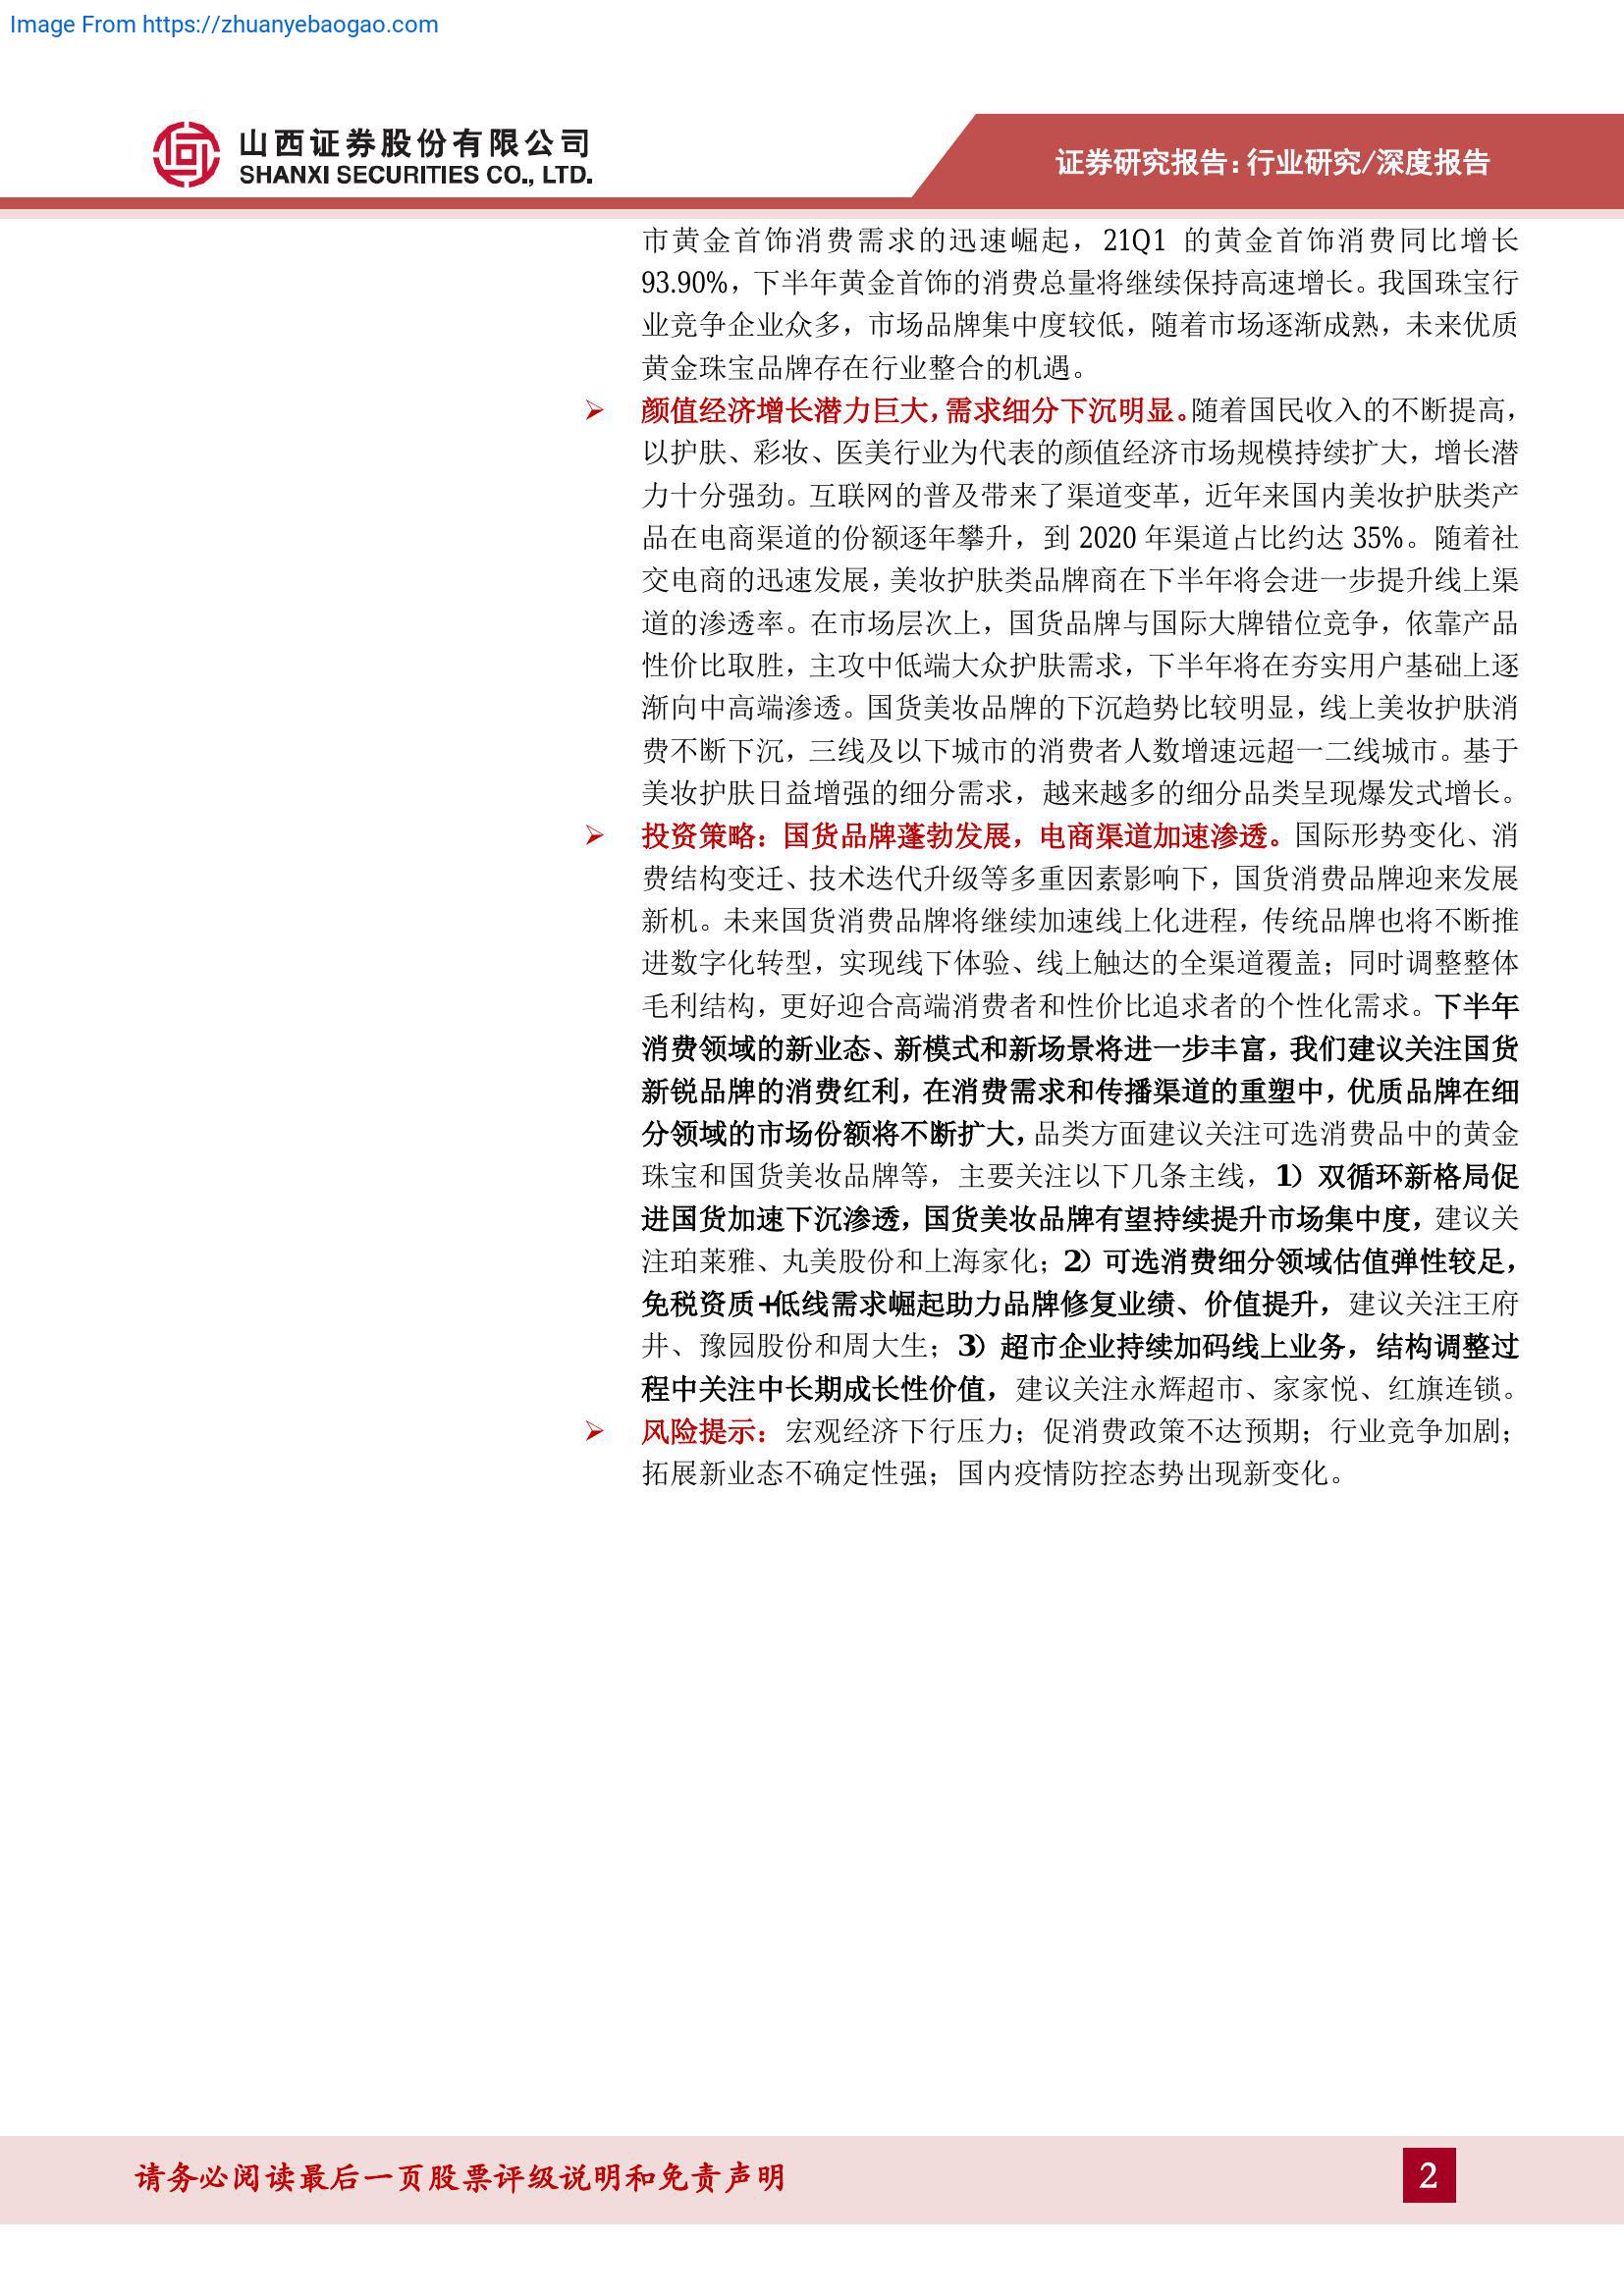 Image From https://zhuanyebaogao.com
山西证券股份有限公司
SHANXI SECURITIES CO., LTD.
证券研究报告:行业研究/深度报告
市黄金首饰消费需求的迅速崛起，21Q1 的黄金首饰消费同比增长
93.90%，下半年黄金首饰的消费总量将继续保持高速增长。我国珠宝行
业竞争企业众多，市场品牌集中度较低，随着市场逐渐成熟，未来优质
黄金珠宝品牌存在行业整合的机遇。
➢ 颜值经济增长潜力巨大，需求细分下沉明显。随着国民收入的不断提高，
以护肤、彩妆、医美行业为代表的颜值经济市场规模持续扩大，增长潜
力十分强劲。互联网的普及带来了渠道变革，近年来国内美妆护肤类产
品在电商渠道的份额逐年攀升，到 2020 年渠道占比约达 35%。随着社
交电商的迅速发展，美妆护肤类品牌商在下半年将会进一步提升线上渠
道的渗透率。在市场层次上，国货品牌与国际大牌错位竞争，依靠产品
性价比取胜，主攻中低端大众护肤需求，下半年将在夯实用户基础上逐
渐向中高端渗透。国货美妆品牌的下沉趋势比较明显，线上美妆护肤消
费不断下沉，三线及以下城市的消费者人数增速远超一二线城市。基于
美妆护肤日益增强的细分需求，越来越多的细分品类呈现爆发式增长。
➢ 投资策略：国货品牌蓬勃发展，电商渠道加速渗透。国际形势变化、消
费结构变迁、技术迭代升级等多重因素影响下，国货消费品牌迎来发展
新机。未来国货消费品牌将继续加速线上化进程，传统品牌也将不断推
进数字化转型，实现线下体验、线上触达的全渠道覆盖；同时调整整体
毛利结构，更好迎合高端消费者和性价比追求者的个性化需求。下半年
消费领域的新业态、新模式和新场景将进一步丰富，我们建议关注国货
新锐品牌的消费红利，在消费需求和传播渠道的重塑中，优质品牌在细
分领域的市场份额将不断扩大，品类方面建议关注可选消费品中的黄金
珠宝和国货美妆品牌等，主要关注以下几条主线，1）双循环新格局促
进国货加速下沉渗透，国货美妆品牌有望持续提升市场集中度，建议关
注珀莱雅、丸美股份和上海家化；2）可选消费细分领域估值弹性较足，
免税资质+低线需求崛起助力品牌修复业绩、价值提升，建议关注王府
井、豫园股份和周大生；3）超市企业持续加码线上业务，结构调整过
程中关注中长期成长性价值，建议关注永辉超市、家家悦、红旗连锁。
➢ 风险提示：宏观经济下行压力；促消费政策不达预期；行业竞争加剧；
拓展新业态不确定性强；国内疫情防控态势出现新变化。
请务必阅读最后一页股票评级说明和免责声明
2